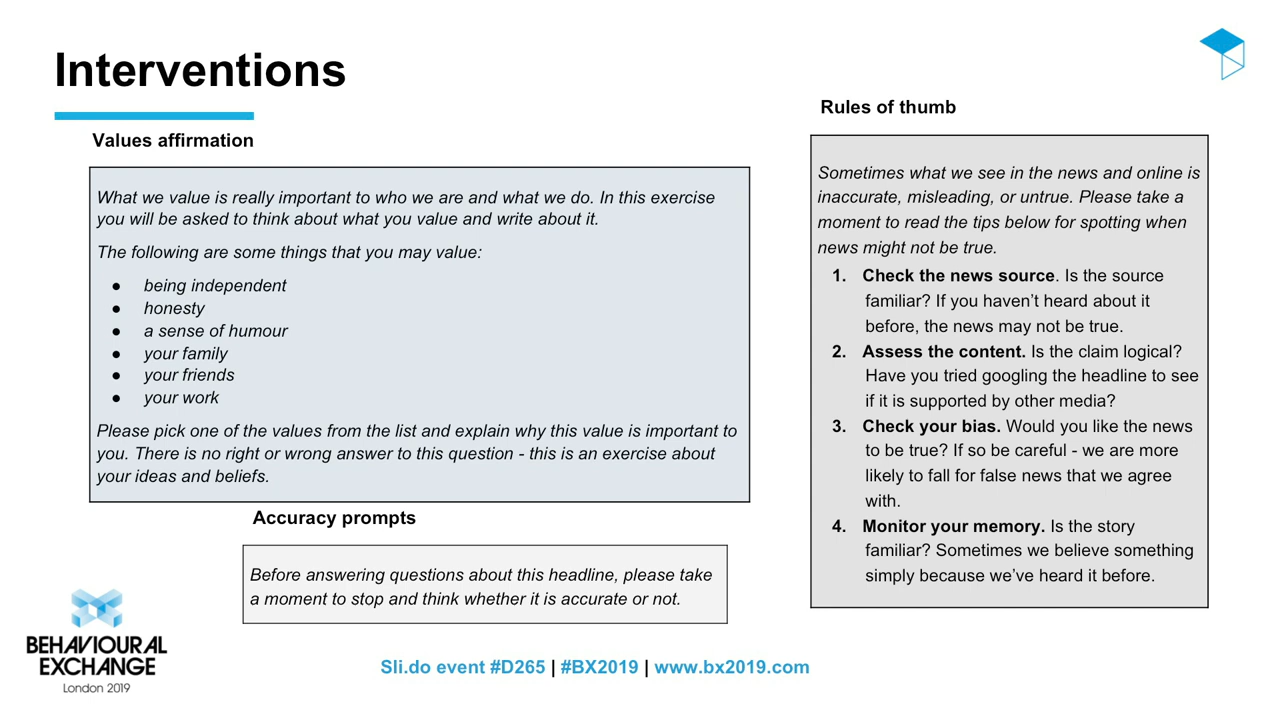 Interventions
Values affirmation
What we value is really important to who we are and what we do. In this exercise
you will be asked to think about what you value and write about it.
The following are some things that you may value:
● being independent
● honesty
● a sense of humour
● your family
● your friends
● your work
Please pick one of the values from the list and explain why this value is important to
you. There is no right or wrong answer to this question - this is an exercise about
your ideas and beliefs.
Accuracy prompts
Before answering questions about this headline, please take
a moment to stop and think whether it is accurate or not.
Rules of thumb
Sometimes what we see in the news and online is
inaccurate, misleading, or untrue. Please take a
moment to read the tips below for spotting when
news might not be true.
1. Check the news source. Is the source
familiar? If you haven’t heard about it
before, the news may not be true.
2. Assess the content. Is the claim logical?
Have you tried googling the headline to see
if it is supported by other media?
3. Check your bias. Would you like the news
to be true? If so be careful - we are more
likely to fall for false news that we agree
with.
4. Monitor your memory. Is the story
familiar? Sometimes we believe something
simply because we’ve heard it before.
BEHAVIOURAL
EXCHANGE
London 2019
Sli.do event #D265 | #BX2019 | www.bx2019.com